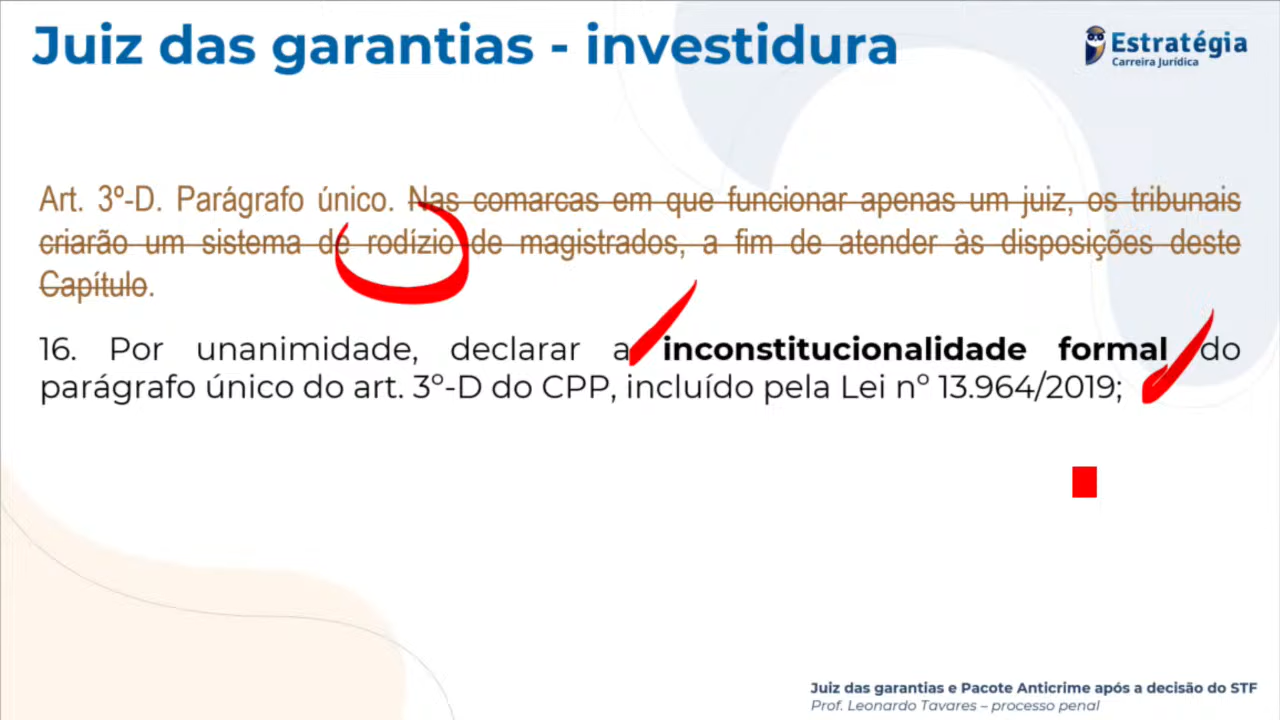 Juiz das garantias - investidura
Estratégia
Carreira Jurídica
Art. 3º-D. Parágrafo único. Nas comarcas em que funcionar apenas um juiz, os tribunais
criarão um sistema de rodízio de magistrados, a fim de atender às disposições deste
Capítulo.
16. Por unanimidade, declarar a inconstitucionalidade formal do
parágrafo único do art. 3º-D do CPP, incluído pela Lei nº 13.964/2019;
Juiz das garantias e Pacote Anticrime após a decisão do STF
Prof. Leonardo Tavares – processo penal